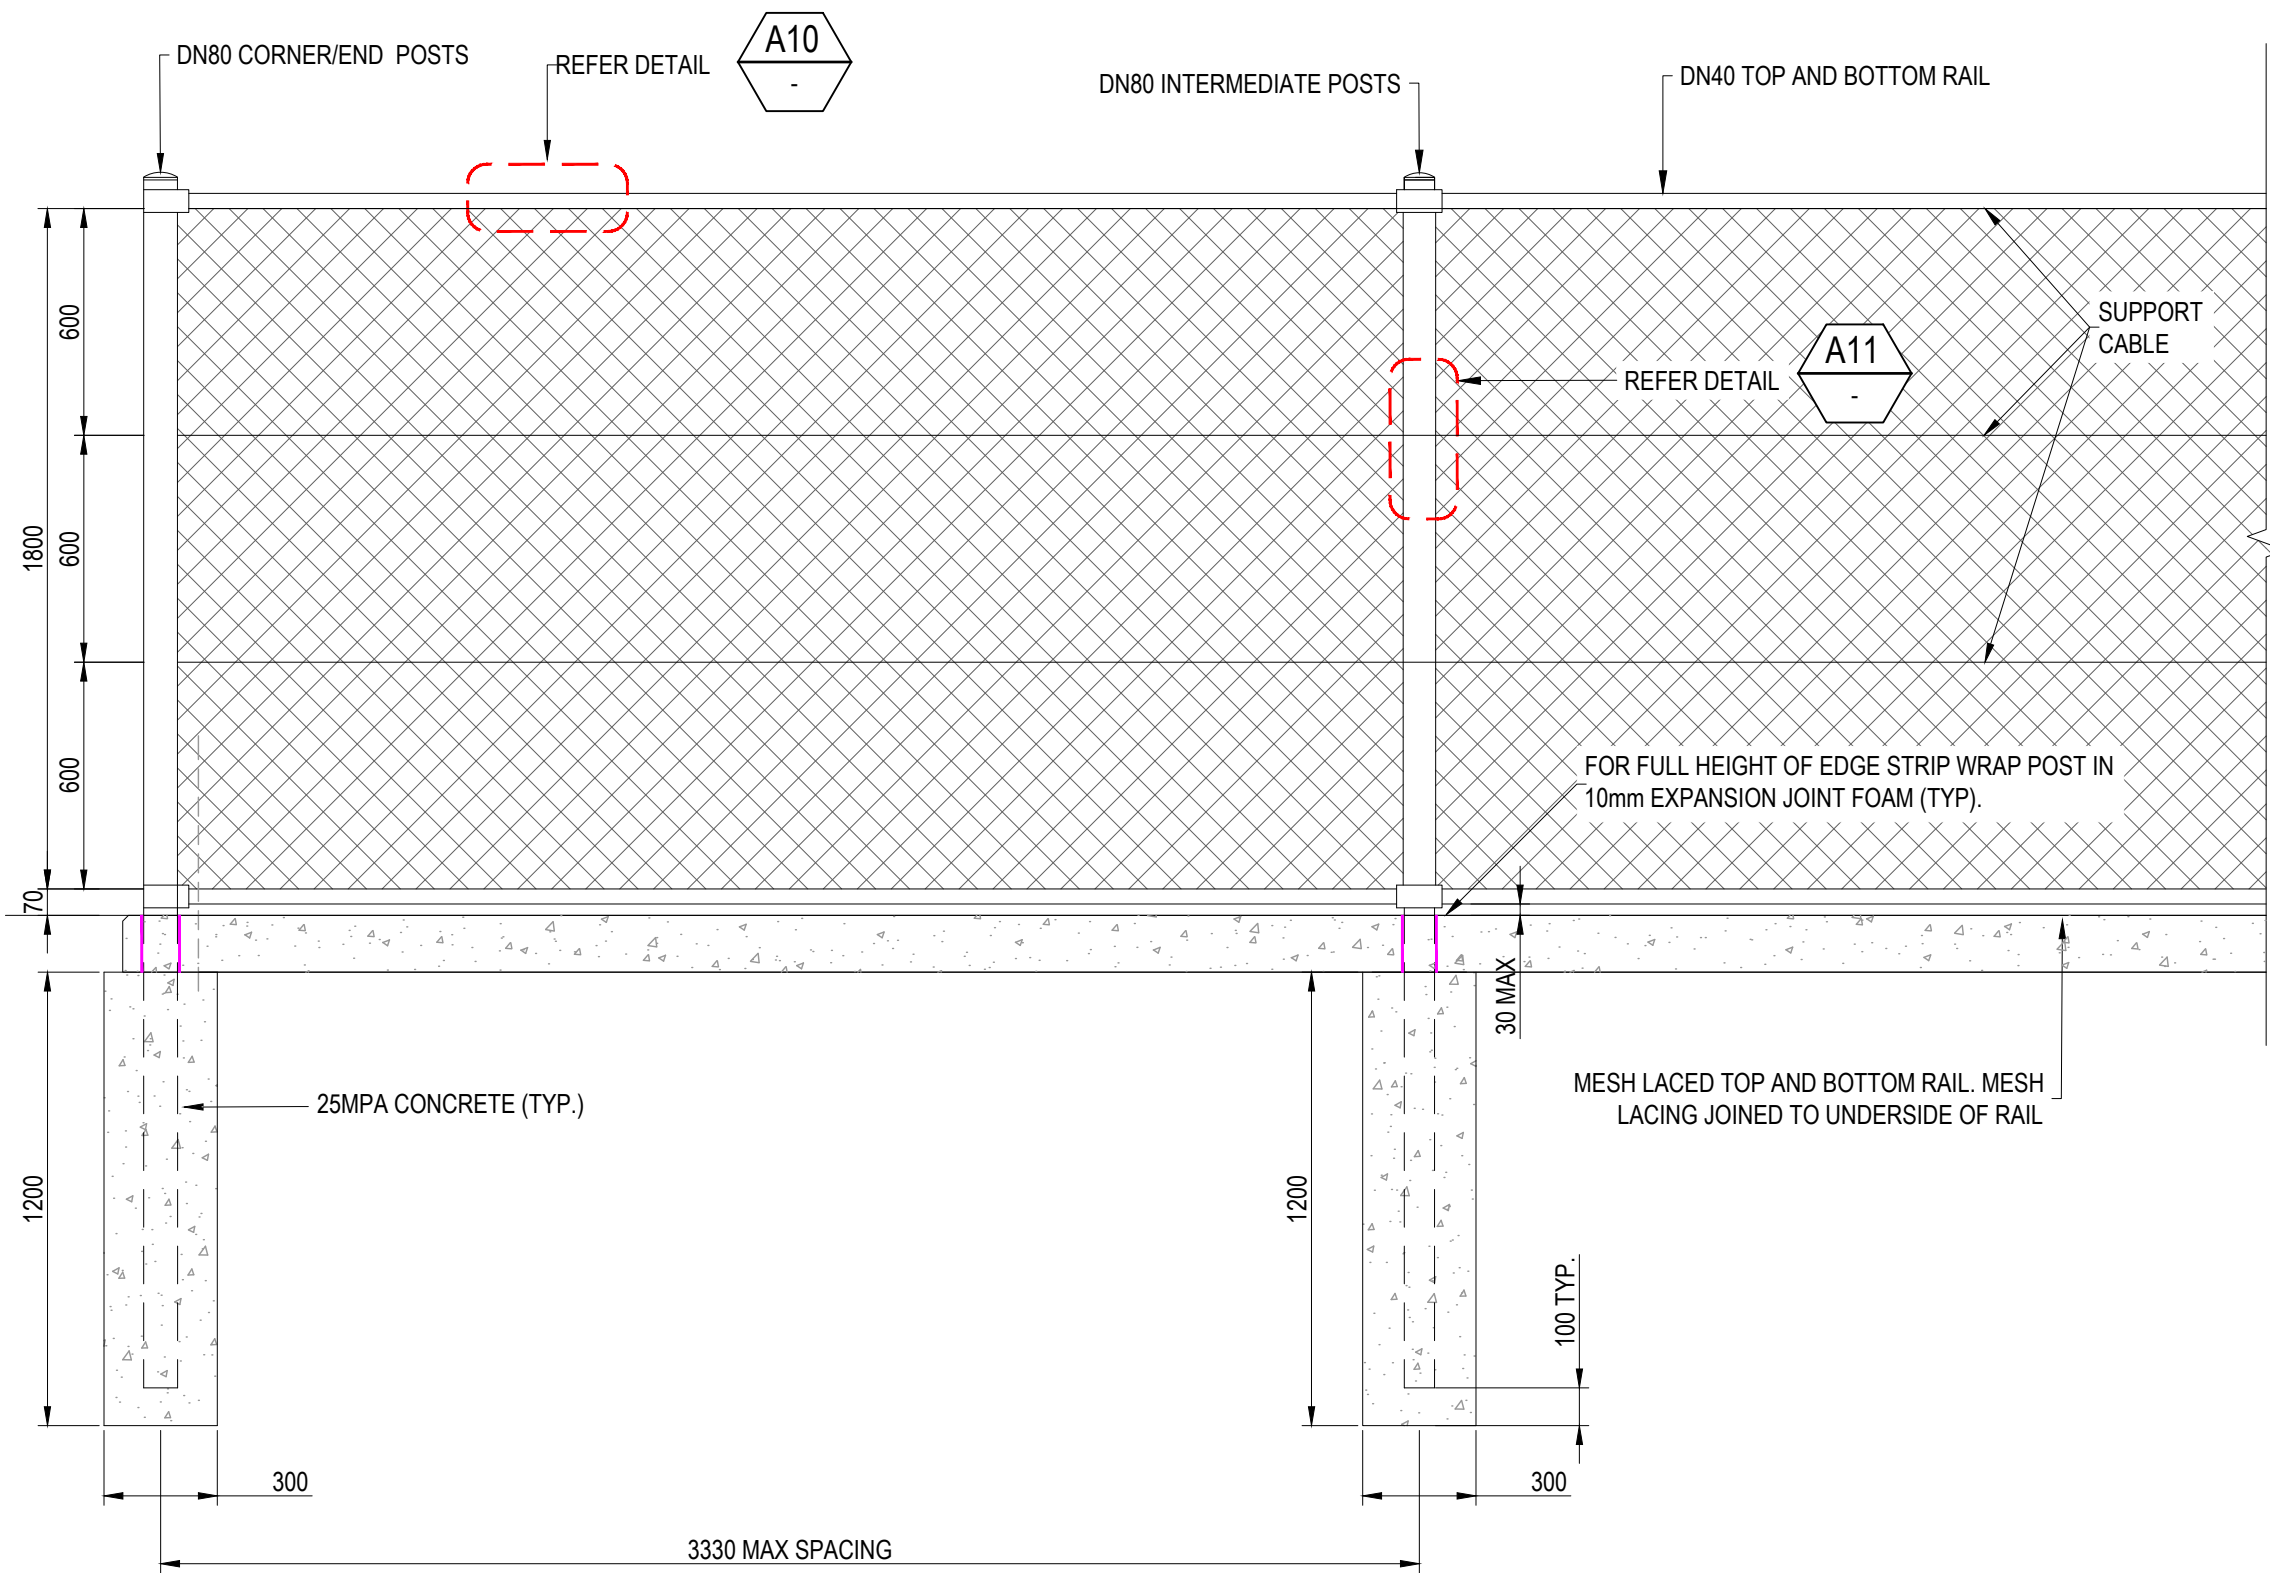 DN80 CORNER/END POSTS
REFER DETAIL
A10
-
DN80 INTERMEDIATE POSTS
DN40 TOP AND BOTTOM RAIL
600
SUPPORT
CABLE
A11
-
REFER DETAIL
1800
600
600
FOR FULL HEIGHT OF EDGE STRIP WRAP POST IN
10mm EXPANSION JOINT FOAM (TYP).
70
30 MAX
25MPA CONCRETE (TYP.)
MESH LACED TOP AND BOTTOM RAIL. MESH
LACING JOINED TO UNDERSIDE OF RAIL
1200
1200
100 TYP.
300
300
3330 MAX SPACING